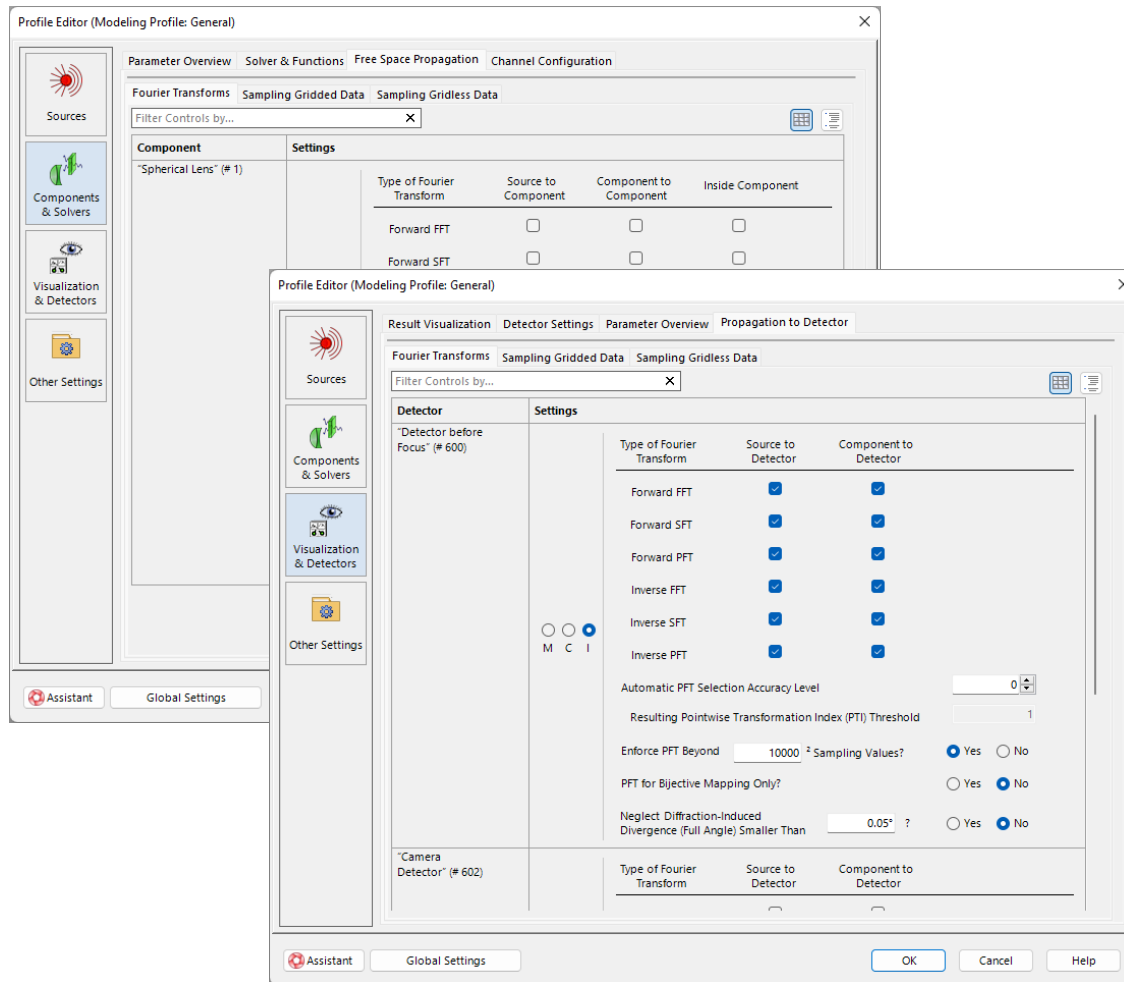 Profile Editor (Modeling Profile: General)
Sources
Components
& Solvers
Visualization
& Detectors
Other Settings
Parameter Overview Solver & Functions Free Space Propagation Channel Configuration
Fourier Transforms Sampling Gridded Data Sampling Gridless Data
Filter Controls by...
Component Settings
"Spherical Lens" (# 1)
Type of Fourier Transform Source to Component Component to Component Inside Component
Forward FFT
Forward SFT
Assistant Global Settings
Profile Editor (Modeling Profile: General)
Sources
Components
& Solvers
Visualization
& Detectors
Other Settings
Result Visualization Detector Settings Parameter Overview Propagation to Detector
Fourier Transforms Sampling Gridded Data Sampling Gridless Data
Filter Controls by...
Detector Settings
"Detector before
Focus" (# 600)
M C I
Type of Fourier Transform Source to Detector Component to Detector
Forward FFT
Forward SFT
Forward PFT
Inverse FFT
Inverse SFT
Inverse PFT
Automatic PFT Selection Accuracy Level 0
Resulting Pointwise Transformation Index (PTI) Threshold 1
Enforce PFT Beyond 10000 ² Sampling Values? Yes No
PFT for Bijective Mapping Only? Yes No
Neglect Diffraction-Induced
Divergence (Full Angle) Smaller Than 0.05° ? Yes No
"Camera
Detector" (# 602)
Type of Fourier Transform Source to Detector Component to Detector
Assistant Global Settings OK Cancel Help